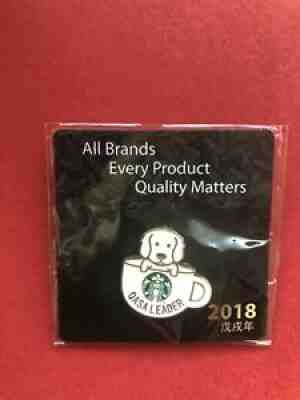 All Brands
Every Product
Quality Matters
QASA LEADER
2018
戊戌年